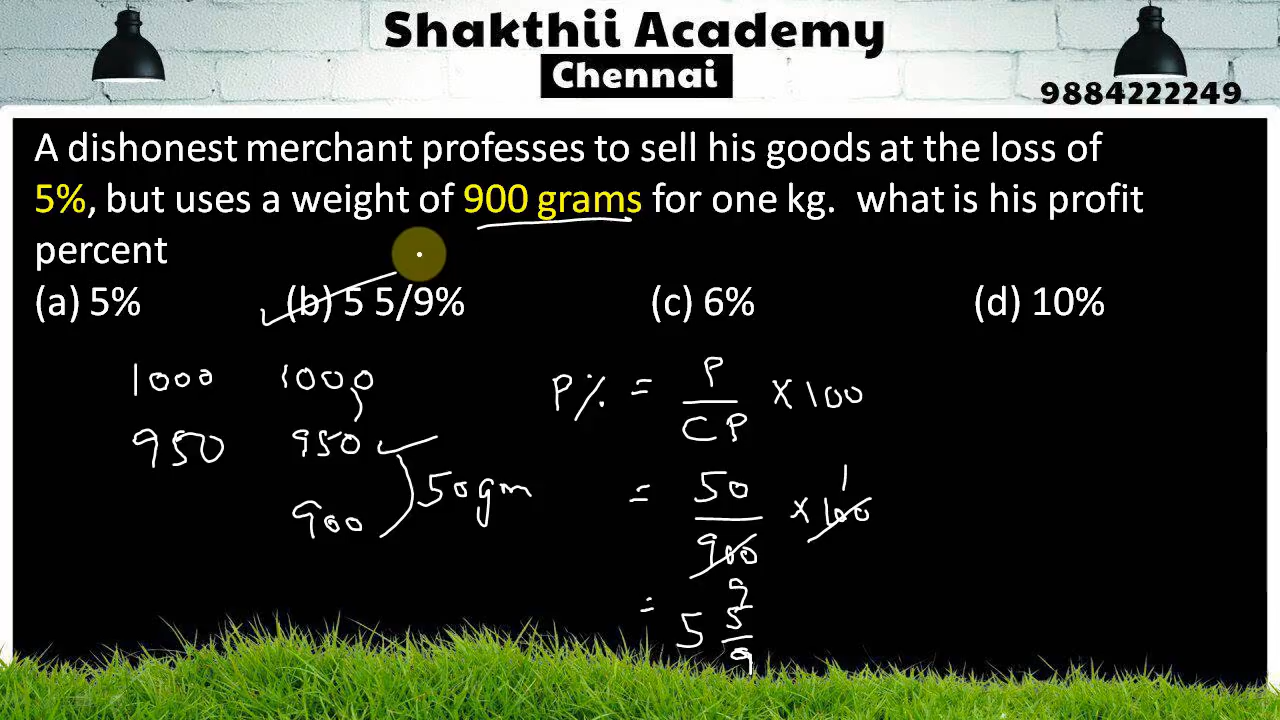 Shakthii Academy
Chennai
9884222249
A dishonest merchant professes to sell his goods at the loss of
5%, but uses a weight of 900 grams for one kg. what is his profit
percent
(a) 5% (b) 5 5/9% (c) 6% (d) 10%
1000 1000
950 950
900
50gm
P% = P/CP × 100
= 50/900 × 100
1
9
= 5 5/9